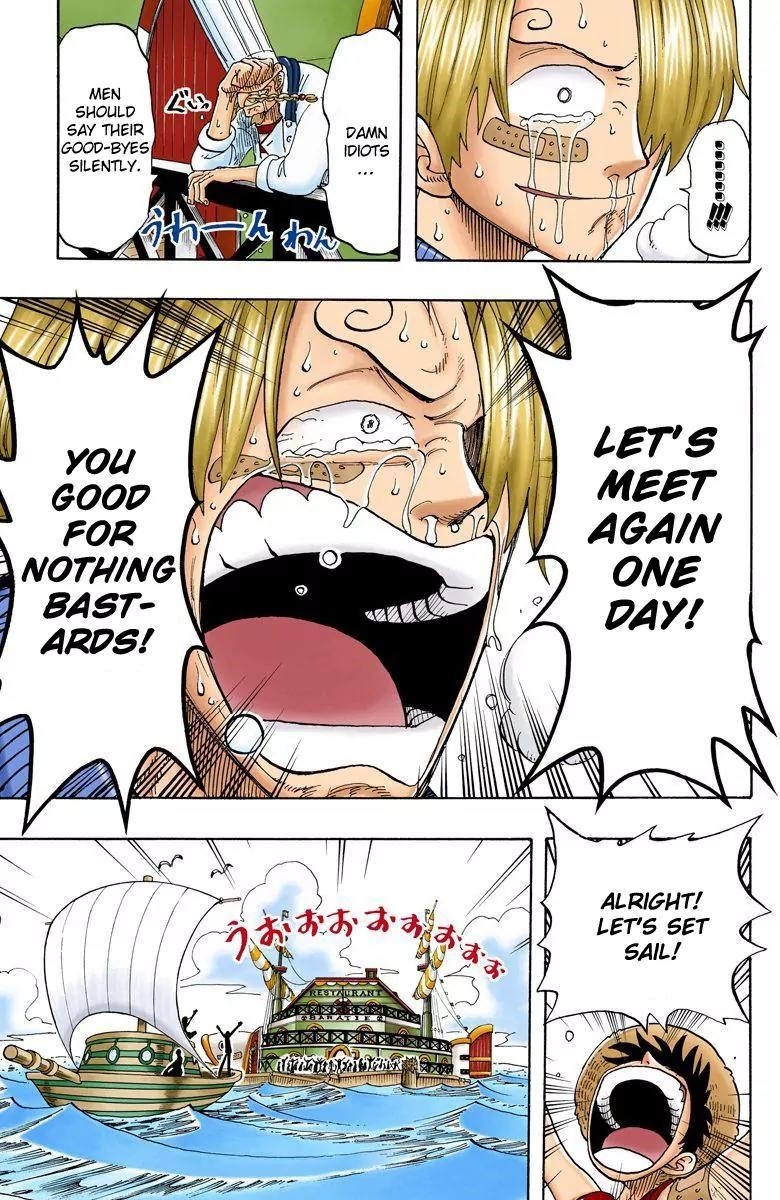 !!!
DAMN
IDIOTS
...
MEN
SHOULD
SAY THEIR
GOOD-BYES
SILENTLY.
ぐいっ
うわーん わん
LET'S
MEET
AGAIN
ONE
DAY!
YOU
GOOD
FOR
NOTHING
BAST-
ARDS!
ALRIGHT!
LET'S SET
SAIL!
うおおおおおおおお
RESTAURANT
BARATIE